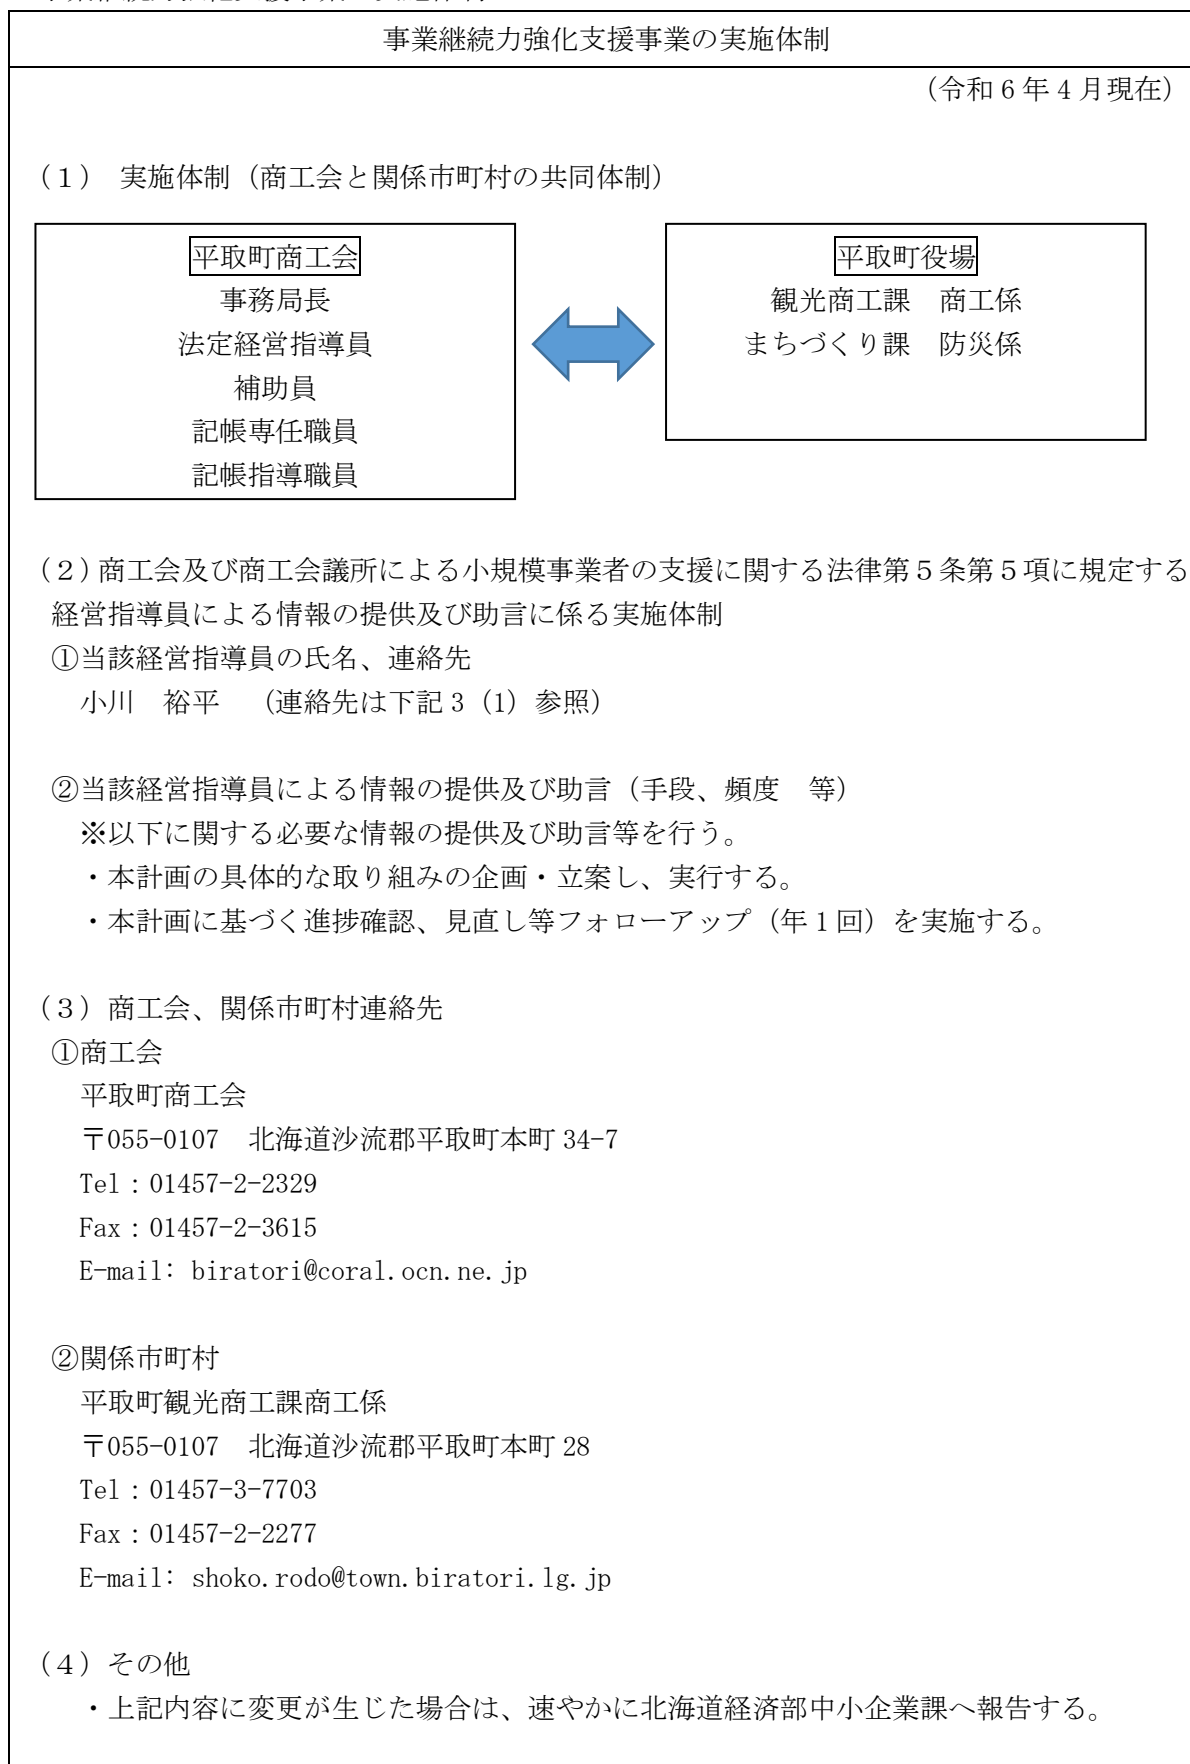 事業継続力強化支援事業の実施体制
（令和６年４月現在）
（１） 実施体制（商工会と関係市町村の共同体制）
平取町商工会
事務局長
法定経営指導員
補助員
記帳専任職員
記帳指導職員
平取町役場
観光商工課　商工係
まちづくり課　防災係
（２）商工会及び商工会議所による小規模事業者の支援に関する法律第５条第５項に規定する
経営指導員による情報の提供及び助言に係る実施体制
①当該経営指導員の氏名、連絡先
小川　裕平　（連絡先は下記 3（1）参照）
②当該経営指導員による情報の提供及び助言（手段、頻度　等）
※以下に関する必要な情報の提供及び助言等を行う。
・本計画の具体的な取り組みの企画・立案し、実行する。
・本計画に基づく進捗確認、見直し等フォローアップ（年１回）を実施する。
（３）商工会、関係市町村連絡先
①商工会
平取町商工会
〒055-0107　北海道沙流郡平取町本町 34-7
Tel：01457-2-2329
Fax：01457-2-3615
E-mail: biratori@coral.ocn.ne.jp
②関係市町村
平取町観光商工課商工係
〒055-0107　北海道沙流郡平取町本町 28
Tel：01457-3-7703
Fax：01457-2-2277
E-mail: shoko.rodo@town.biratori.lg.jp
（４）その他
・上記内容に変更が生じた場合は、速やかに北海道経済部中小企業課へ報告する。